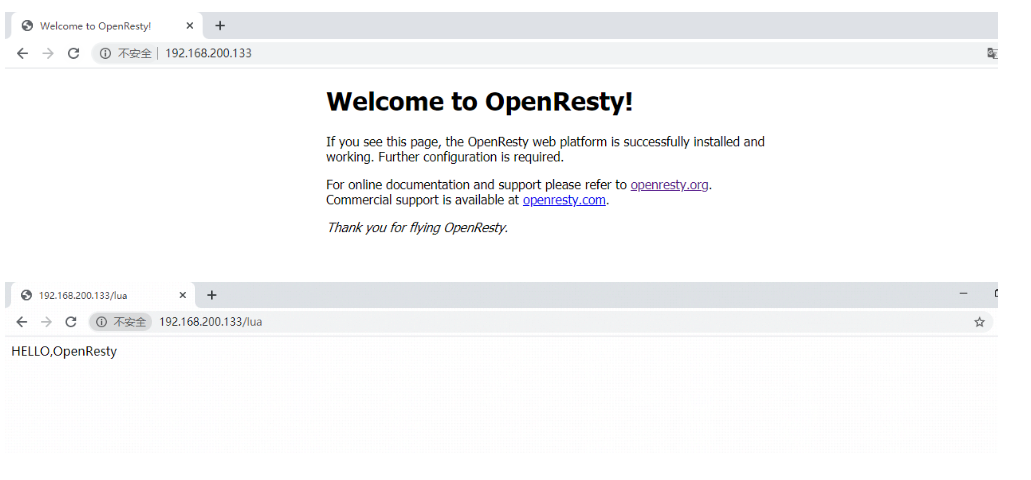 Welcome to OpenResty!
不安全 192.168.200.133
Welcome to OpenResty!
If you see this page, the OpenResty web platform is successfully installed and
working. Further configuration is required.
For online documentation and support please refer to openresty.org.
Commercial support is available at openresty.com.
Thank you for flying OpenResty.
192.168.200.133/lua
不安全 192.168.200.133/lua
HELLO,OpenResty